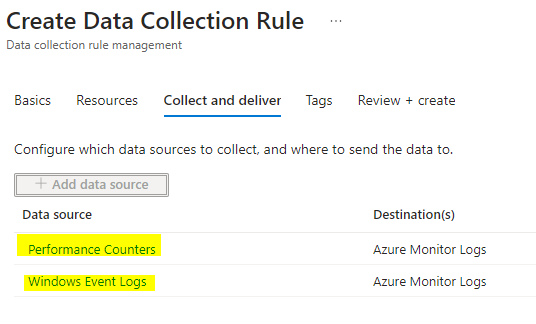 Create Data Collection Rule ...
Data collection rule management
Basics Resources Collect and deliver Tags Review + create
Configure which data sources to collect, and where to send the data to.
+ Add data source
Data source Destination(s)
Performance Counters Azure Monitor Logs
Windows Event Logs Azure Monitor Logs